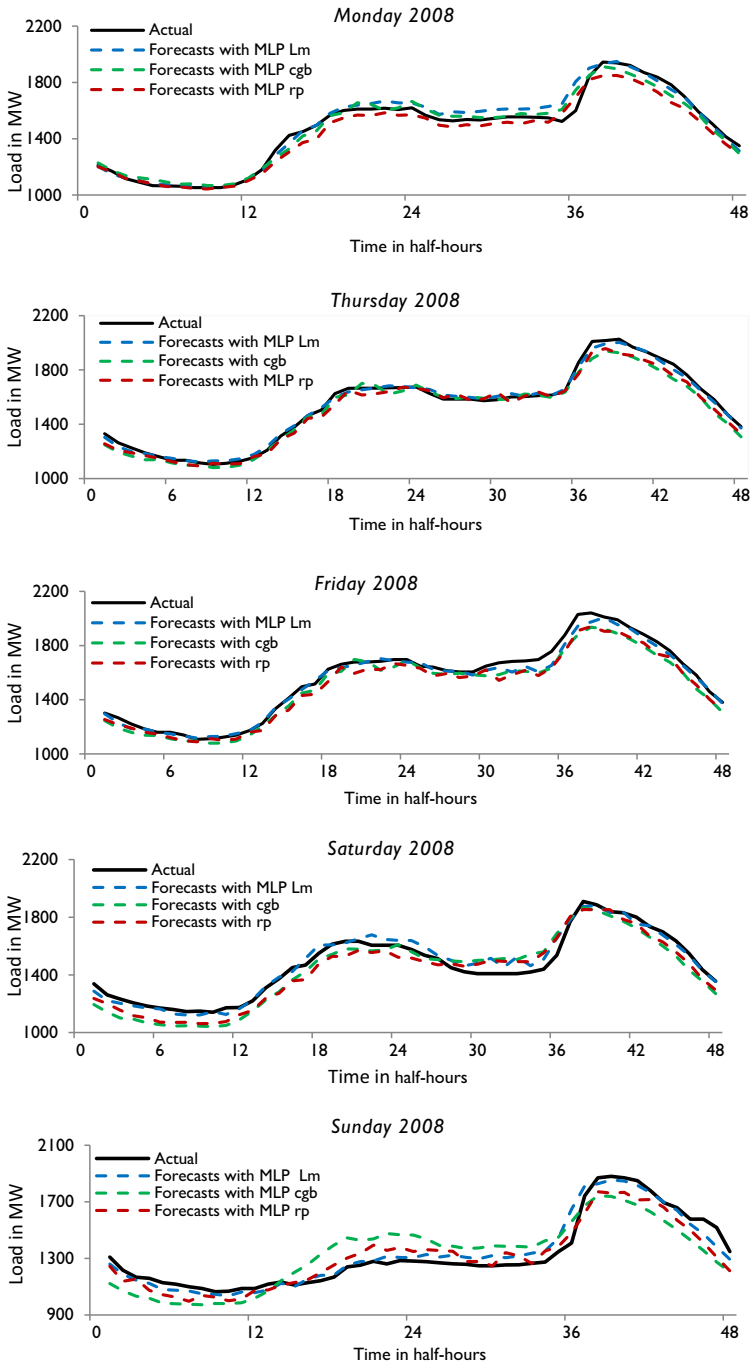 Monday 2008
2200
1800
1400
1000
Load in MW
Actual
Forecasts with MLP Lm
Forecasts with MLP cgb
Forecasts with MLP rp
0 12 24 36 48
Time in half-hours
Thursday 2008
2200
1800
1400
1000
Load in MW
Actual
Forecasts with MLP Lm
Forecasts with cgb
Forecasts with MLP rp
0 6 12 18 24 30 36 42 48
Time in half-hours
Friday 2008
2200
1800
1400
1000
Load in MW
Actual
Forecasts with MLP Lm
Forecasts with cgb
Forecasts with rp
0 6 12 18 24 30 36 42 48
Time in half-hours
Saturday 2008
2200
1800
1400
1000
Load in MW
Actual
Forecasts with MLP Lm
Forecasts with cgb
Forecasts with rp
0 6 12 18 24 30 36 42 48
Time in half-hours
Sunday 2008
2100
1700
1300
900
Load in MW
Actual
Forecasts with MLP Lm
Forecasts with MLP cgb
Forecasts with MLP rp
0 12 24 36 48
Time in half-hours